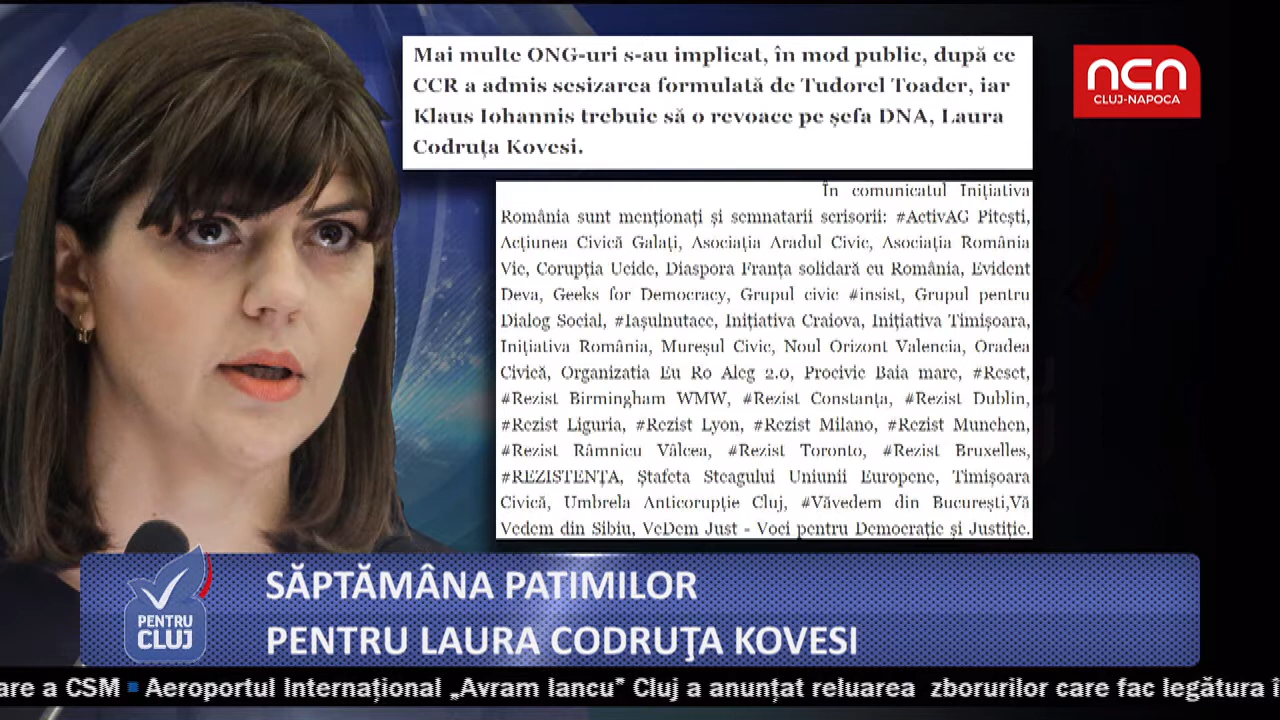 Mai multe ONG-uri s-au implicat, în mod public, după ce
CCR a admis sesizarea formulată de Tudorel Toader, iar
Klaus Iohannis trebuie să o revoace pe șefa DNA, Laura
Codruța Kovesi.
ncn
CLUJ-NAPOCA
În comunicatul Inițiativa
România sunt menționați și semnatarii scrisorii: #ActivAG Pitești,
Acțiunea Civică Galați, Asociația Aradul Civic, Asociația România
Vie, Corupția Ucide, Diaspora Franța solidară cu România, Evident
Deva, Geeks for Democracy, Grupul civic #insist, Grupul pentru
Dialog Social, #Iașulnutace, Inițiativa Craiova, Inițiativa Timișoara,
Inițiativa România, Mureșul Civic, Noul Orizont Valencia, Oradea
Civică, Organizatia Eu Ro Aleg 2.0, Procivic Baia mare, #Reset,
#Rezist Birmingham WMW, #Rezist Constanța, #Rezist Dublin,
#Rezist Liguria, #Rezist Lyon, #Rezist Milano, #Rezist Munchen,
#Rezist Râmnicu Vâlcea, #Rezist Toronto, #Rezist Bruxelles,
#REZISTENȚA, Ștafeta Steagului Uniunii Europene, Timișoara
Civică, Umbrela Anticorupție Cluj, #Văvedem din București,Vă
Vedem din Sibiu, VeDem Just - Voci pentru Democrație și Justiție.
PENTRU
CLUJ
SĂPTĂMÂNA PATIMILOR
PENTRU LAURA CODRUŢA KOVESI
are a CSM ▪ Aeroportul Internațional „Avram Iancu” Cluj a anunțat reluarea zborurilor care fac legătura î